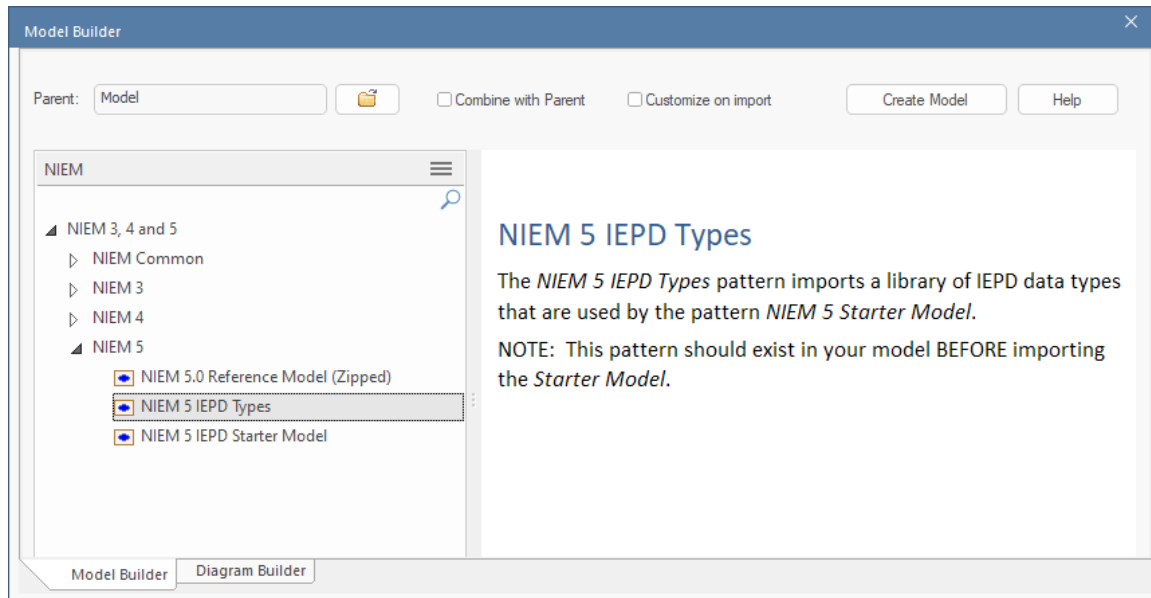 Model Builder
Parent: Model Combine with Parent Customize on import Create Model Help
NIEM
NIEM 3, 4 and 5
NIEM Common
NIEM 3
NIEM 4
NIEM 5
NIEM 5.0 Reference Model (Zipped)
NIEM 5 IEPD Types
NIEM 5 IEPD Starter Model
NIEM 5 IEPD Types
The NIEM 5 IEPD Types pattern imports a library of IEPD data types
that are used by the pattern NIEM 5 Starter Model.
NOTE: This pattern should exist in your model BEFORE importing
the Starter Model.
Model Builder Diagram Builder